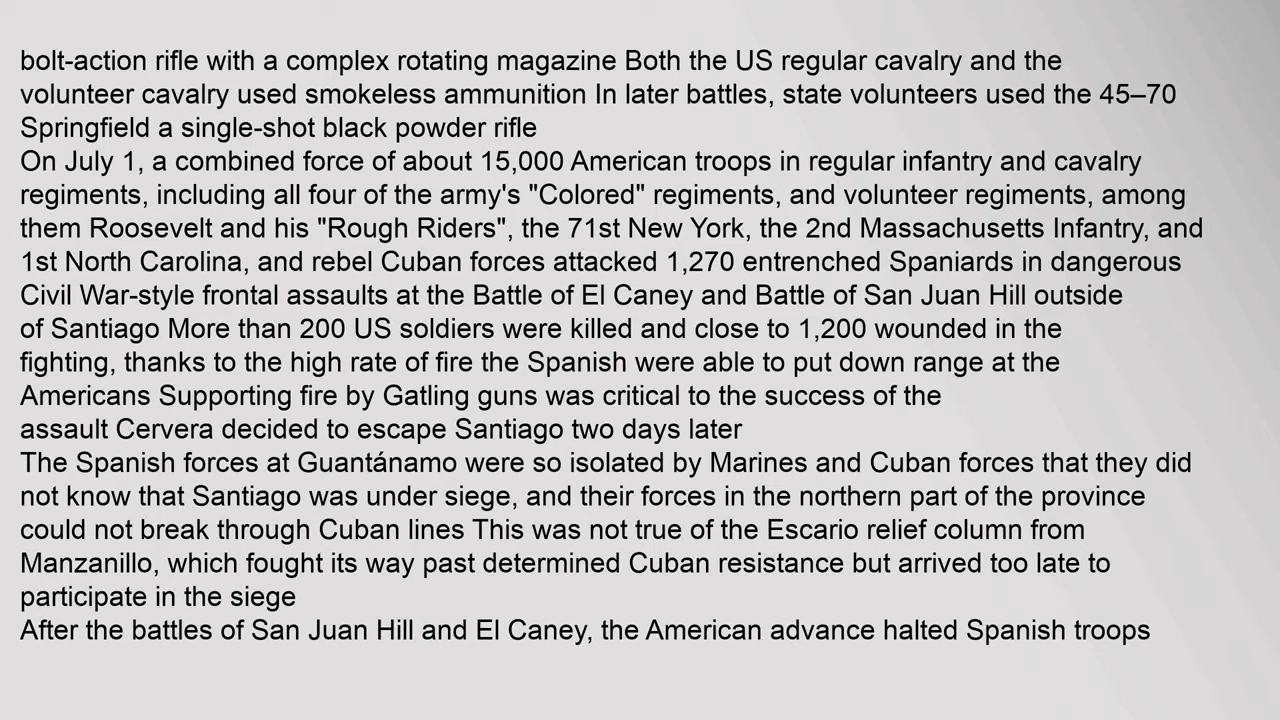 bolt-action rifle with a complex rotating magazine Both the US regular cavalry and the
volunteer cavalry used smokeless ammunition In later battles, state volunteers used the 45–70
Springfield a single-shot black powder rifle
On July 1, a combined force of about 15,000 American troops in regular infantry and cavalry
regiments, including all four of the army's "Colored" regiments, and volunteer regiments, among
them Roosevelt and his "Rough Riders", the 71st New York, the 2nd Massachusetts Infantry, and
1st North Carolina, and rebel Cuban forces attacked 1,270 entrenched Spaniards in dangerous
Civil War-style frontal assaults at the Battle of El Caney and Battle of San Juan Hill outside
of Santiago More than 200 US soldiers were killed and close to 1,200 wounded in the
fighting, thanks to the high rate of fire the Spanish were able to put down range at the
Americans Supporting fire by Gatling guns was critical to the success of the
assault Cervera decided to escape Santiago two days later
The Spanish forces at Guantánamo were so isolated by Marines and Cuban forces that they did
not know that Santiago was under siege, and their forces in the northern part of the province
could not break through Cuban lines This was not true of the Escario relief column from
Manzanillo, which fought its way past determined Cuban resistance but arrived too late to
participate in the siege
After the battles of San Juan Hill and El Caney, the American advance halted Spanish troops